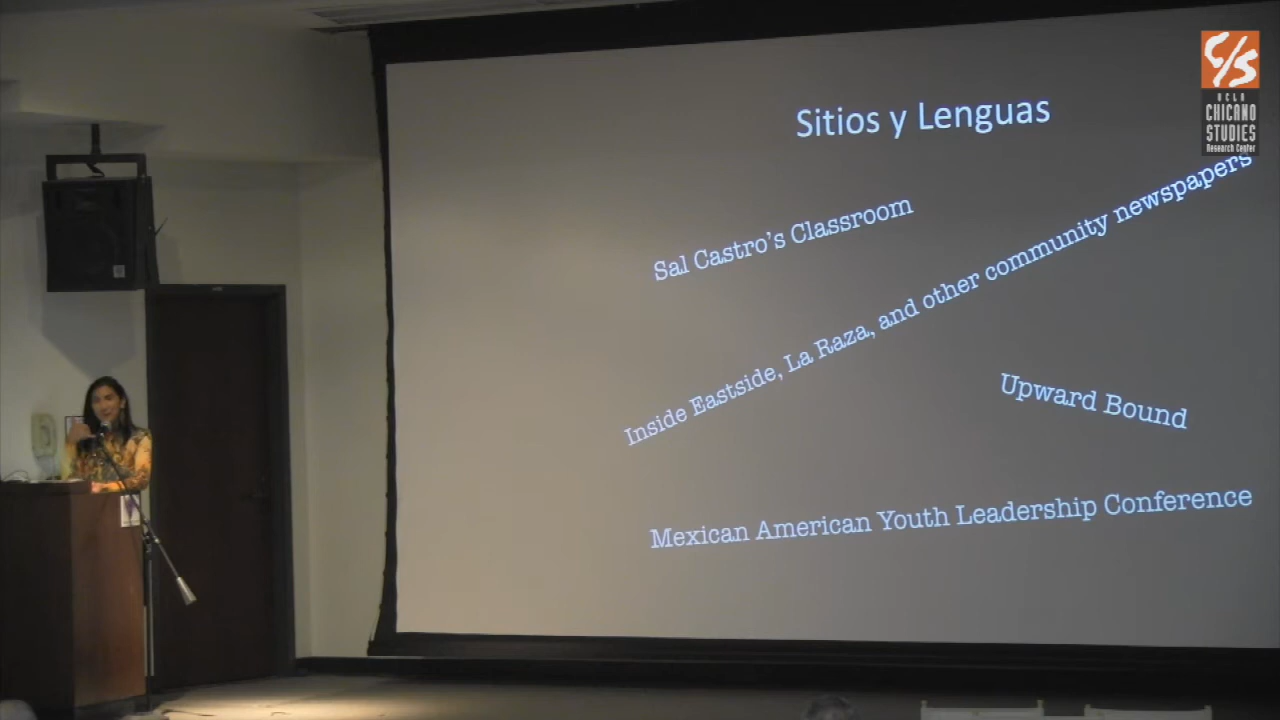 Sitios y Lenguas
Sal Castro's Classroom
Inside Eastside, La Raza, and other community newspapers
Upward Bound
Mexican American Youth Leadership Conference
C/S
UCLA
CHICANO
STUDIES
Research Center